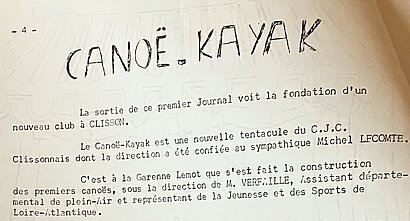 - 4 -
CANOË.KAYAK
La sortie de ce premier Journal voit la fondation d'un
nouveau club à CLISSON.
Le Canoë-Kayak est une nouvelle tentacule du C.J.C.
Clissonnais dont la direction a été confiée au sympathique Michel LECOMTE.
C'est à la Garenne Lemot que s'est fait la construction
des premiers canoës, sous la direction de M. VERFAILLE, Assistant départe-
mental de plein-Air et représentant de la Jeunesse et des Sports de
Loire-Atlantique.